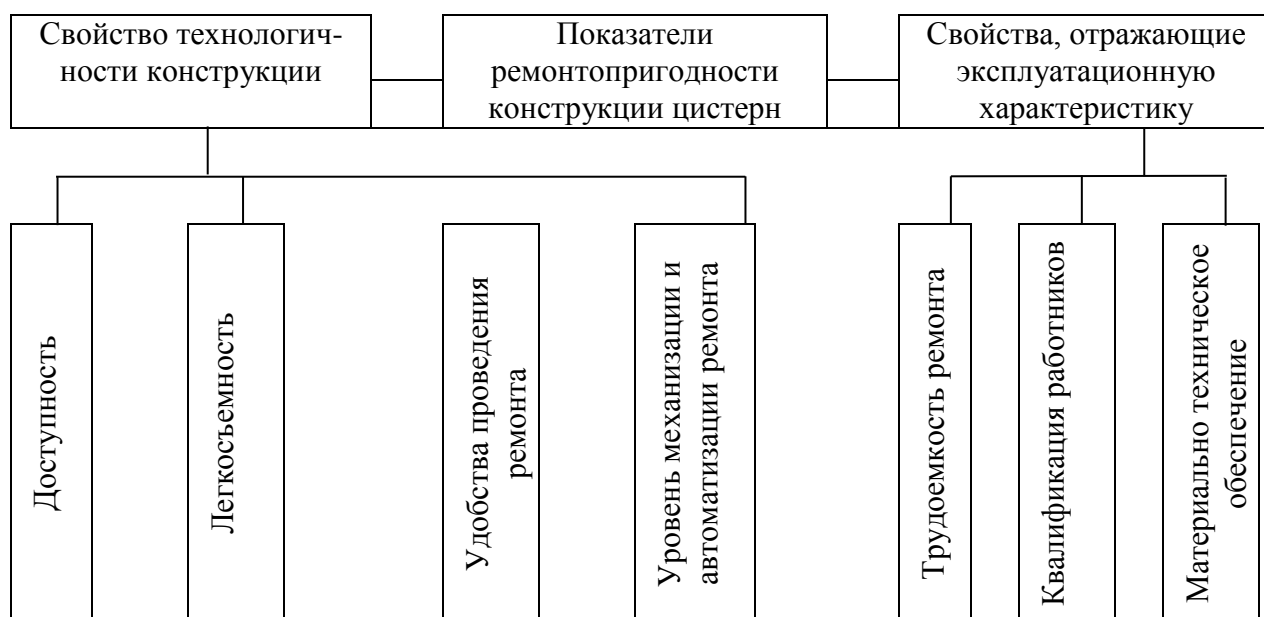 Свойство технологич-
ности конструкции
Показатели
ремонтопригодности
конструкции цистерн
Свойства, отражающие
эксплуатационную
характеристику
Доступность
Легкосъемность
Удобства проведения
ремонта
Уровень механизации и
автоматизации ремонта
Трудоемкость ремонта
Квалификация работников
Материально техническое
обеспечение